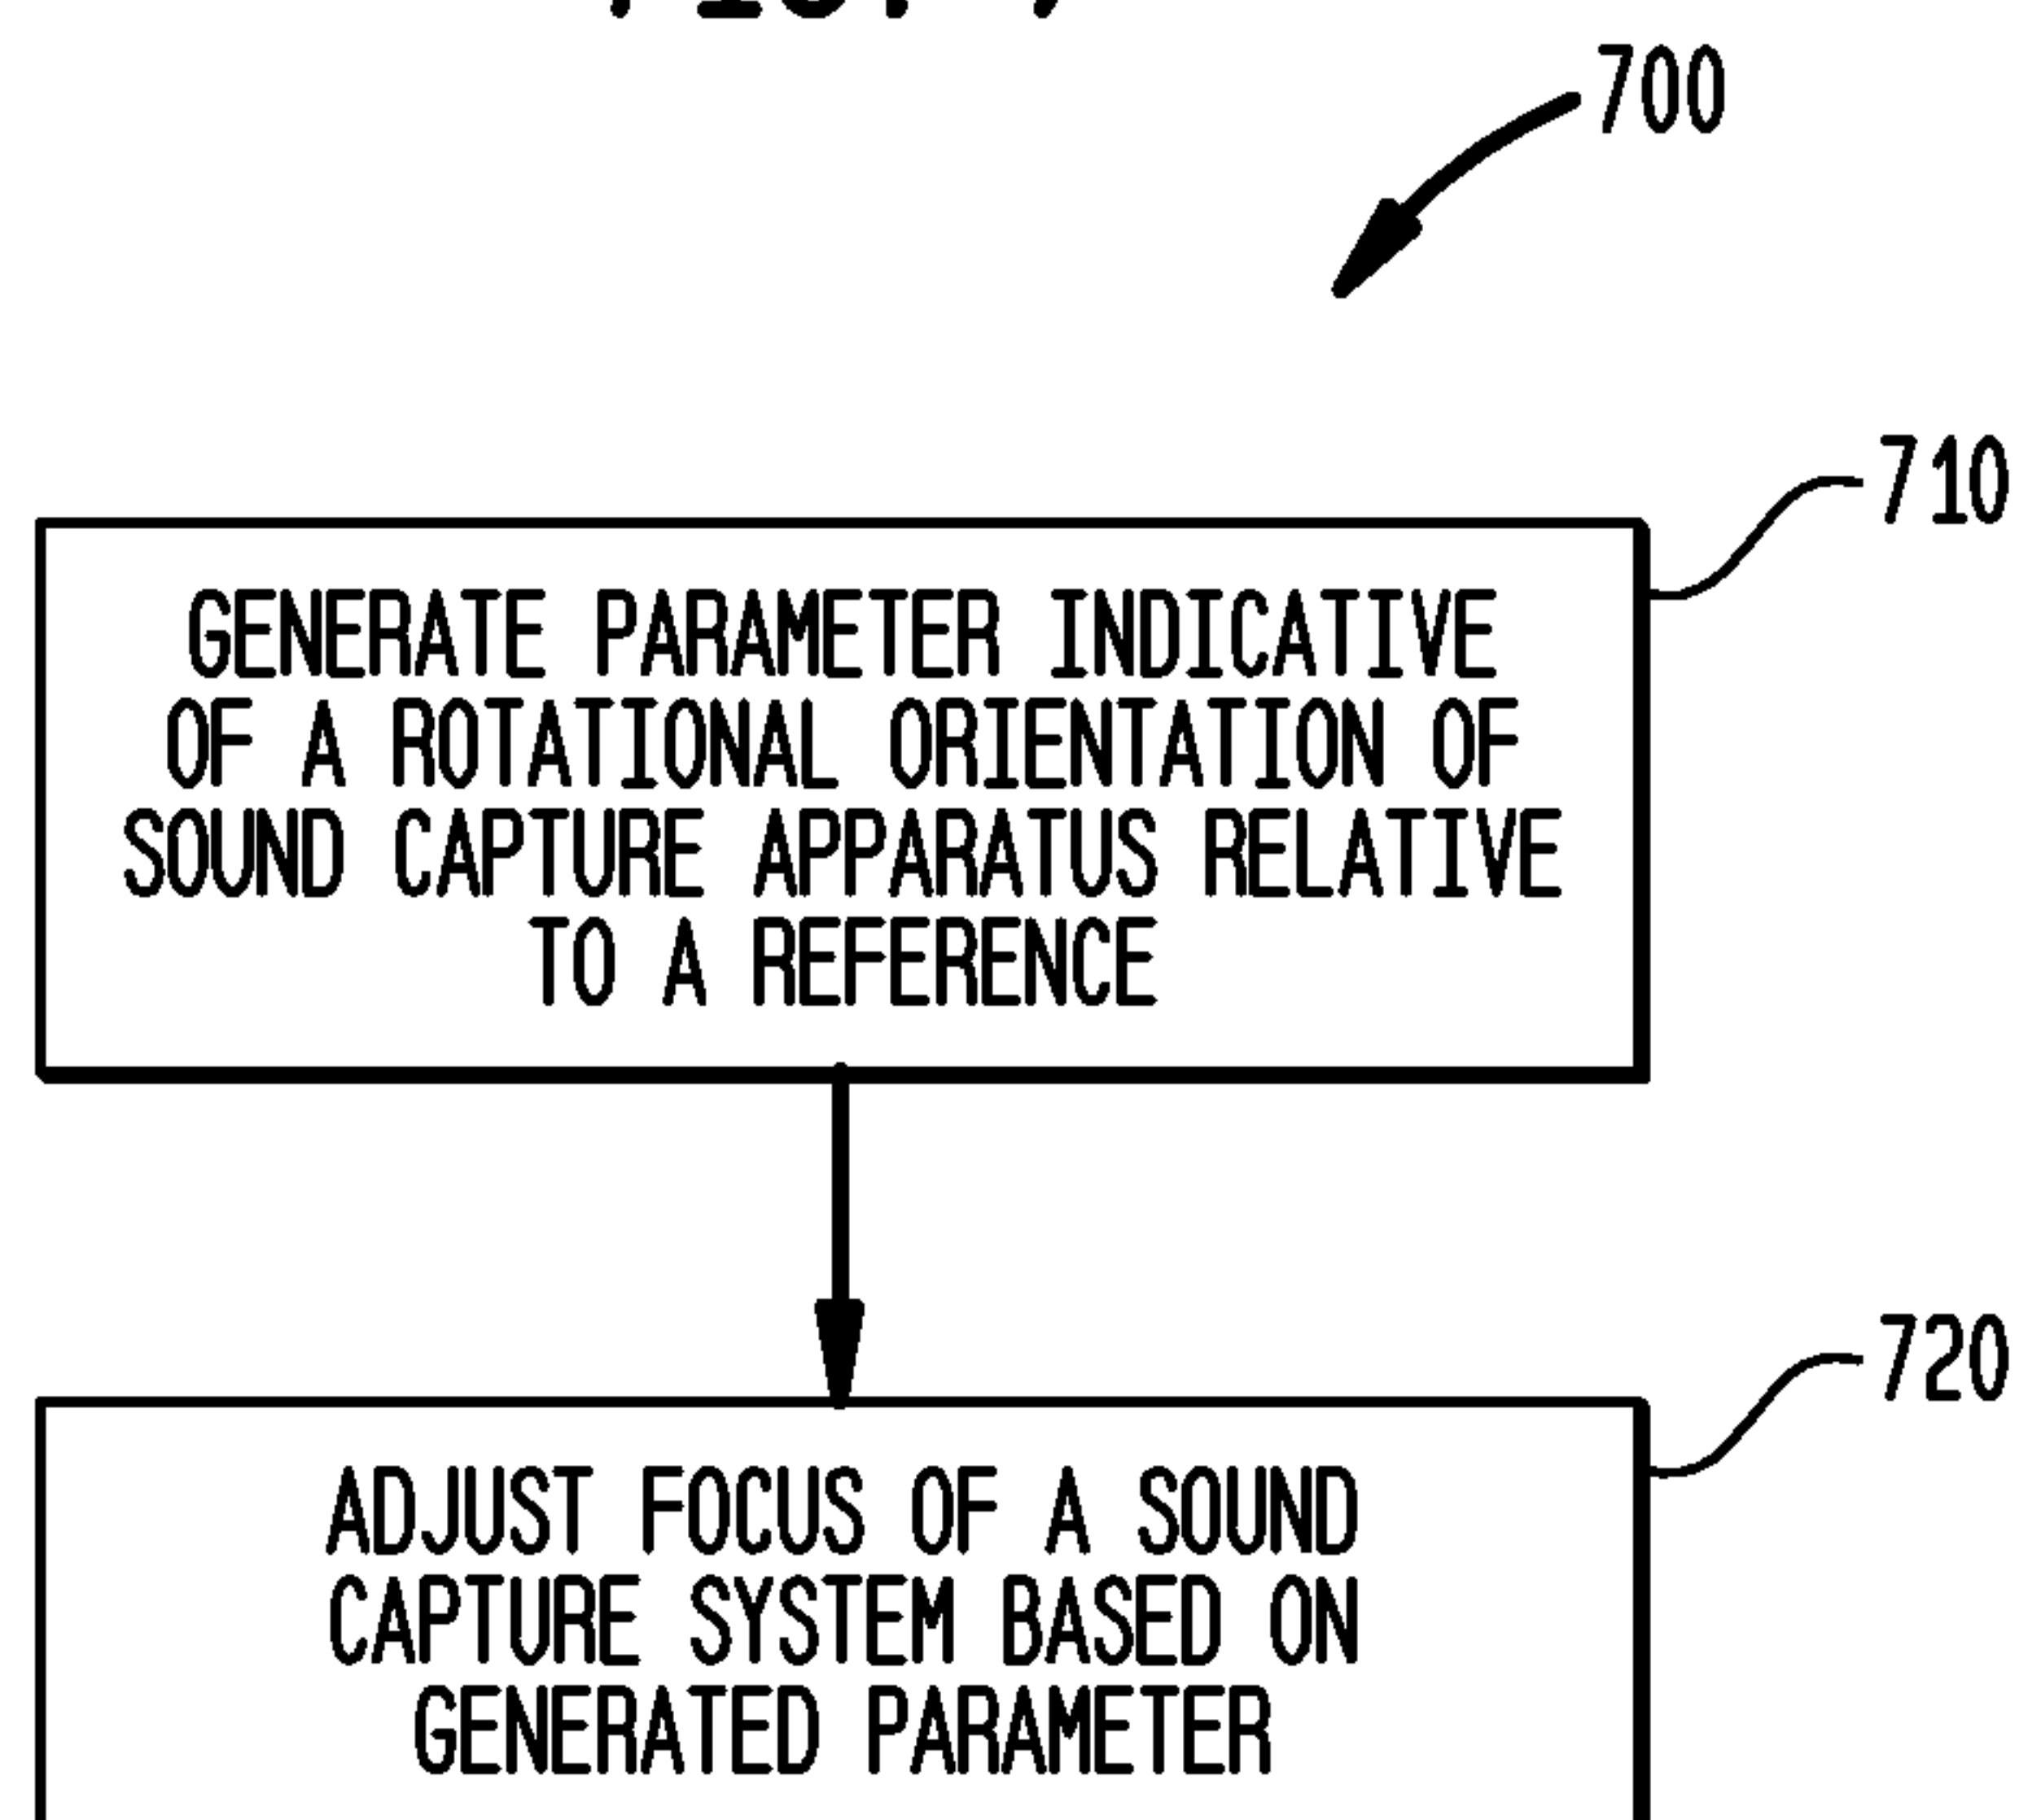 700
710
GENERATE PARAMETER INDICATIVE
OF A ROTATIONAL ORIENTATION OF
SOUND CAPTURE APPARATUS RELATIVE
TO A REFERENCE
720
ADJUST FOCUS OF A SOUND
CAPTURE SYSTEM BASED ON
GENERATED PARAMETER